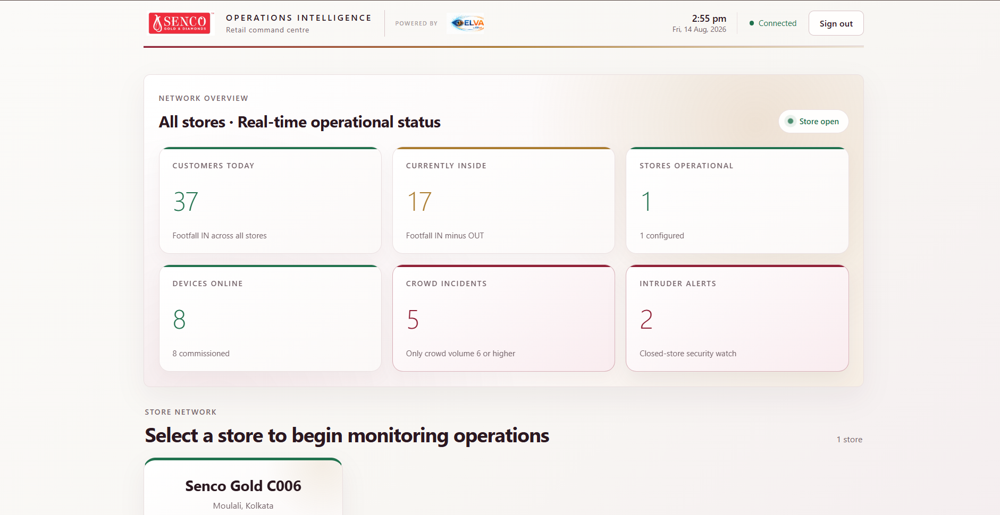 SENCO
GOLD & DIAMONDS
OPERATIONS INTELLIGENCE
Retail command centre
POWERED BY
ELVA
2:55 pm
Fri, 14 Aug, 2026
Connected
Sign out
NETWORK OVERVIEW
All stores · Real-time operational status
Store open
CUSTOMERS TODAY
37
Footfall IN across all stores
CURRENTLY INSIDE
17
Footfall IN minus OUT
STORES OPERATIONAL
1
1 configured
DEVICES ONLINE
8
8 commissioned
CROWD INCIDENTS
5
Only crowd volume 6 or higher
INTRUDER ALERTS
2
Closed-store security watch
STORE NETWORK
Select a store to begin monitoring operations
1 store
Senco Gold C006
Moulali, Kolkata